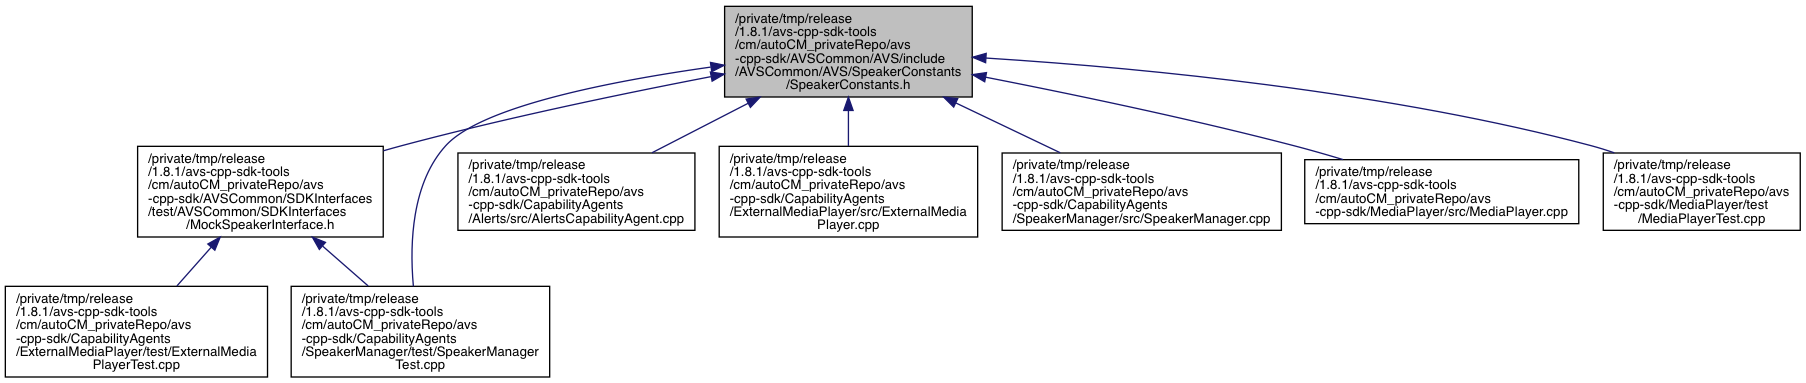 /private/tmp/release
/1.8.1/avs-cpp-sdk-tools
/cm/autoCM_privateRepo/avs
-cpp-sdk/AVSCommon/AVS/include
/AVSCommon/AVS/SpeakerConstants
/SpeakerConstants.h
/private/tmp/release
/1.8.1/avs-cpp-sdk-tools
/cm/autoCM_privateRepo/avs
-cpp-sdk/AVSCommon/SDKInterfaces
/test/AVSCommon/SDKInterfaces
/MockSpeakerInterface.h
/private/tmp/release
/1.8.1/avs-cpp-sdk-tools
/cm/autoCM_privateRepo/avs
-cpp-sdk/CapabilityAgents
/Alerts/src/AlertsCapabilityAgent.cpp
/private/tmp/release
/1.8.1/avs-cpp-sdk-tools
/cm/autoCM_privateRepo/avs
-cpp-sdk/CapabilityAgents
/ExternalMediaPlayer/src/ExternalMedia
Player.cpp
/private/tmp/release
/1.8.1/avs-cpp-sdk-tools
/cm/autoCM_privateRepo/avs
-cpp-sdk/CapabilityAgents
/SpeakerManager/src/SpeakerManager.cpp
/private/tmp/release
/1.8.1/avs-cpp-sdk-tools
/cm/autoCM_privateRepo/avs
-cpp-sdk/MediaPlayer/src/MediaPlayer.cpp
/private/tmp/release
/1.8.1/avs-cpp-sdk-tools
/cm/autoCM_privateRepo/avs
-cpp-sdk/MediaPlayer/test
/MediaPlayerTest.cpp
/private/tmp/release
/1.8.1/avs-cpp-sdk-tools
/cm/autoCM_privateRepo/avs
-cpp-sdk/CapabilityAgents
/ExternalMediaPlayer/test/ExternalMedia
PlayerTest.cpp
/private/tmp/release
/1.8.1/avs-cpp-sdk-tools
/cm/autoCM_privateRepo/avs
-cpp-sdk/CapabilityAgents
/SpeakerManager/test/SpeakerManager
Test.cpp